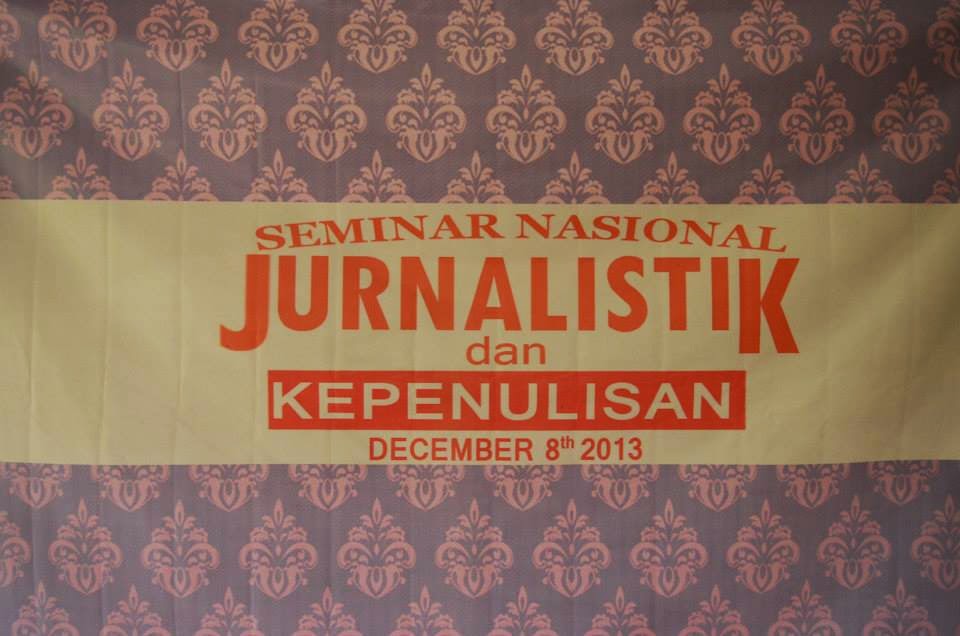 SEMINAR NASIONAL
JURNALISTIK
dan
KEPENULISAN
DECEMBER 8th 2013